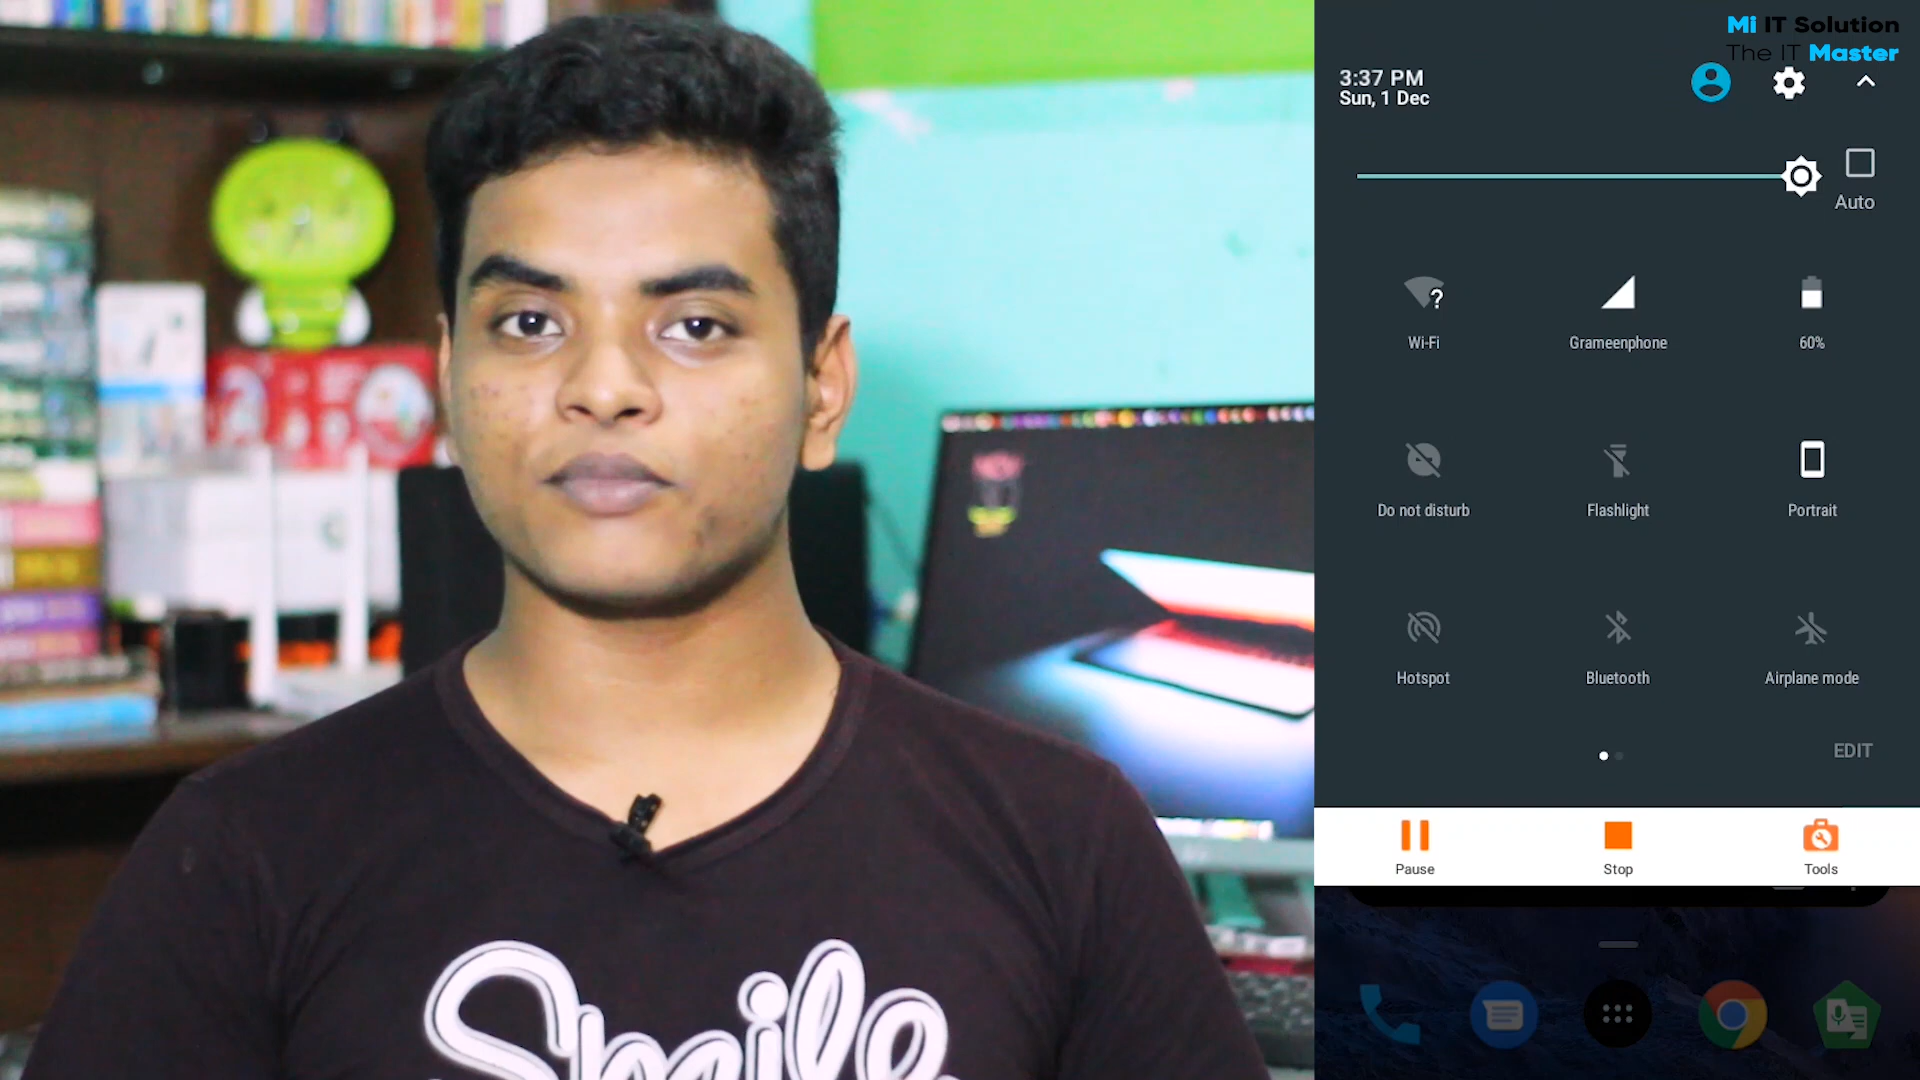 Mi IT Solution
The IT Master
3:37 PM
Sun, 1 Dec
Auto
?
Wi-Fi
Grameenphone
60%
Do not disturb
Flashlight
Portrait
Hotspot
Bluetooth
Airplane mode
EDIT
Pause
Stop
Tools
Smile